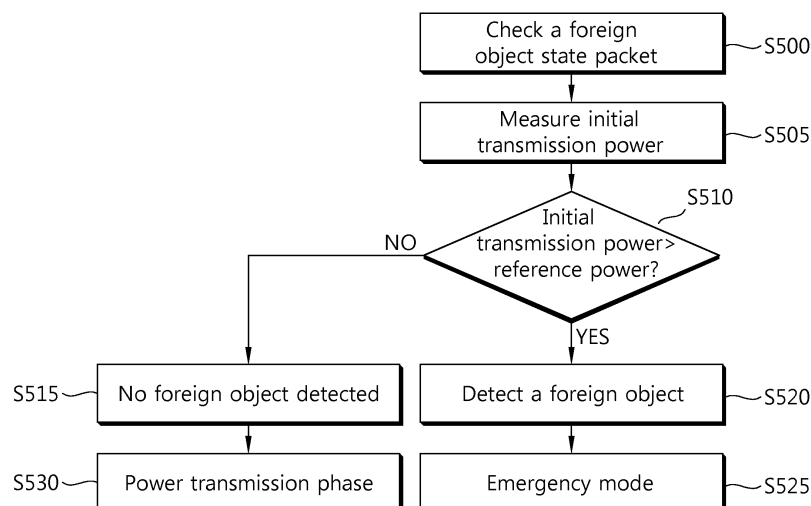 Check a foreign
object state packet
S500
Measure initial
transmission power
S505
S510
Initial
transmission power>
reference power?
NO
YES
S515
No foreign object detected
Detect a foreign object
S520
S530
Power transmission phase
Emergency mode
S525